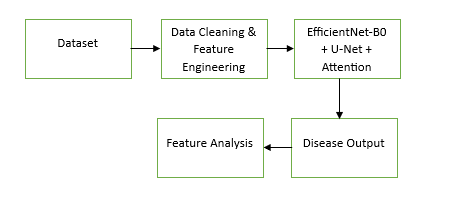 Dataset
Data Cleaning &
Feature
Engineering
EfficientNet-B0
+ U-Net +
Attention
Feature Analysis
Disease Output